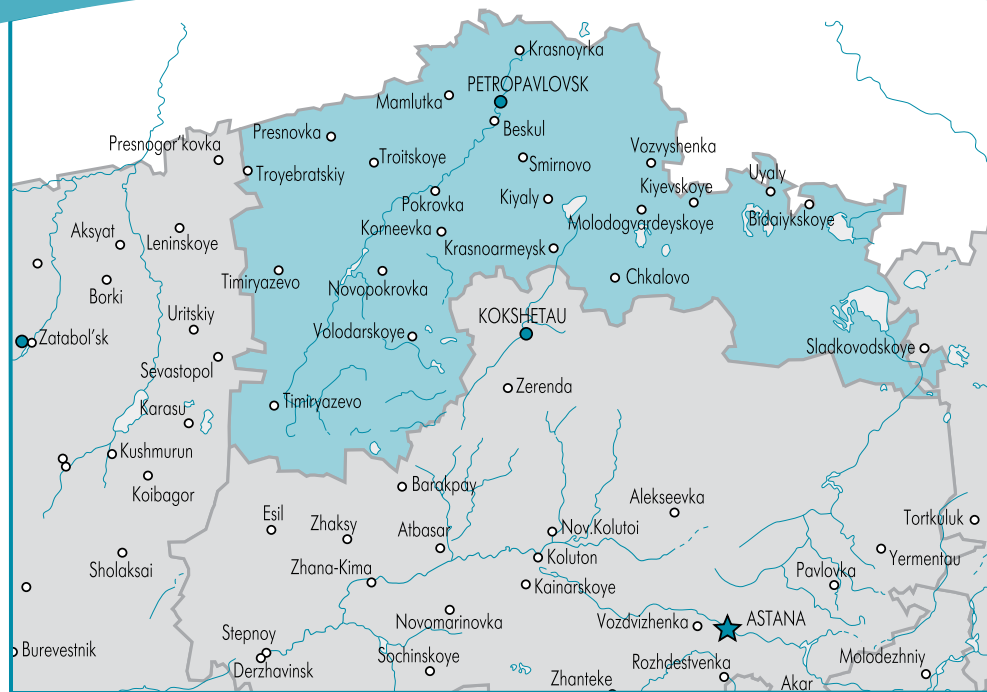 Krasnoyrka
PETROPAVLOVSK
Mamlutka
Beskul
Presnovka
Presnogor'kovka
Troitskoye
Smirnovo
Vozvyshenka
Troyebratskiy
Uyaly
Kiyevskoye
Pokrovka
Kiyaly
Molodogvardeyskoye
Bidaiykskoye
Korneevka
Aksyat
Leninskoye
Krasnoarmeysk
Timiryazevo
Novopokrovka
Chkalovo
Borki
Uritskiy
KOKSHETAU
Volodarskoye
Zatabol'sk
Sladkovodskoye
Sevastopol
Zerenda
Karasu
Timiryazevo
Kushmurun
Koibagor
Barakpay
Alekseevka
Esil
Zhaksy
Atbasar
Nov.Kolutoi
Tortkuluk
Sholaksai
Koluton
Yermentau
Zhana-Kima
Pavlovka
Kainarskoye
Novomarinovka
Vozdvizhenka
ASTANA
Stepnoy
Burevestnik
Derzhavinsk
Sochinskoye
Rozhdestvenka
Molodezhniy
Zhanteke
Akar